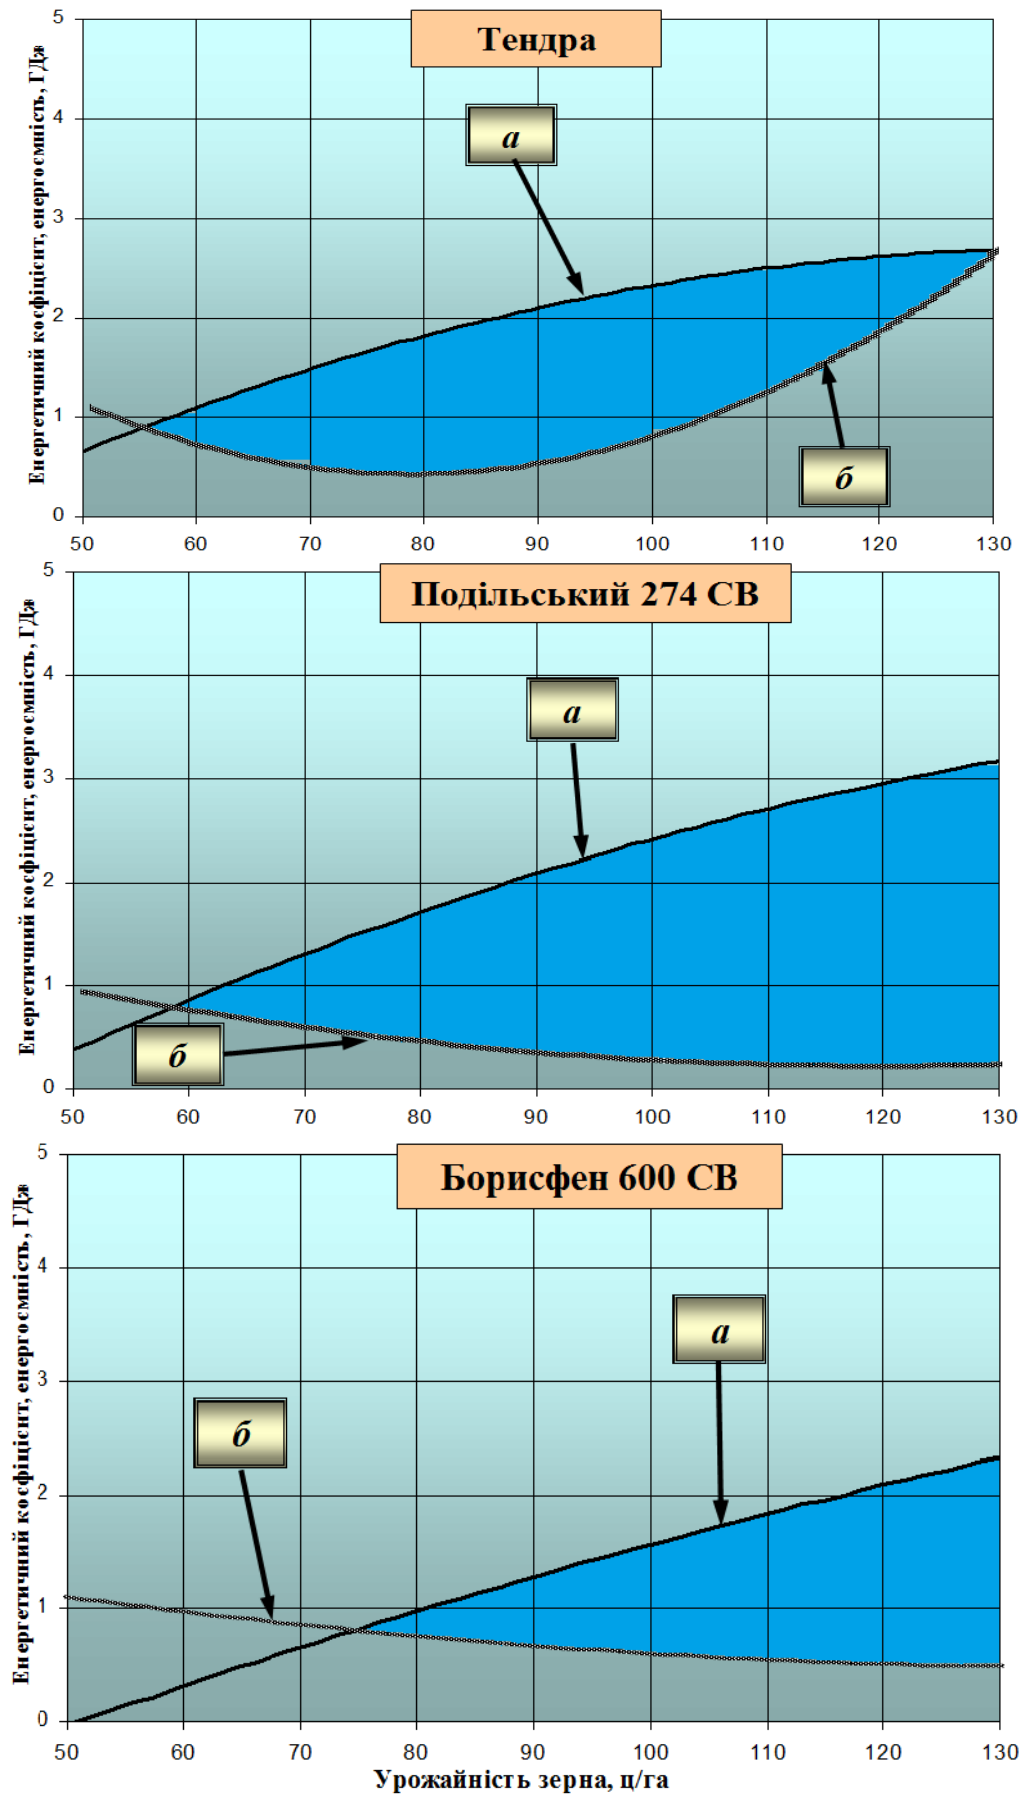 Тендра
Енергетичний коефіцієнт, енергоємність, ГДж
5
4
3
2
1
0
а
б
50 60 70 80 90 100 110 120 130
Подільський 274 СВ
Енергетичний коефіцієнт, енергоємність, ГДж
5
4
3
2
1
0
а
б
50 60 70 80 90 100 110 120 130
Борисфен 600 СВ
Енергетичний коефіцієнт, енергоємність, ГДж
5
4
3
2
1
0
а
б
50 60 70 80 90 100 110 120 130
Урожайність зерна, ц/га